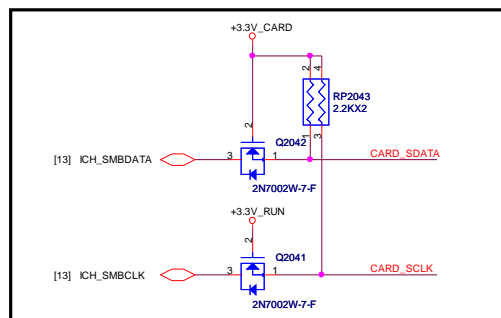 +3.3V_CARD
2 4
RP2043
2.2KX2
2
Q2042
1 3
[13] ICH_SMBDATA
3
1
CARD_SDATA
2N7002W-7-F
+3.3V_RUN
2
Q2041
[13] ICH_SMBCLK
3
1
CARD_SCLK
2N7002W-7-F